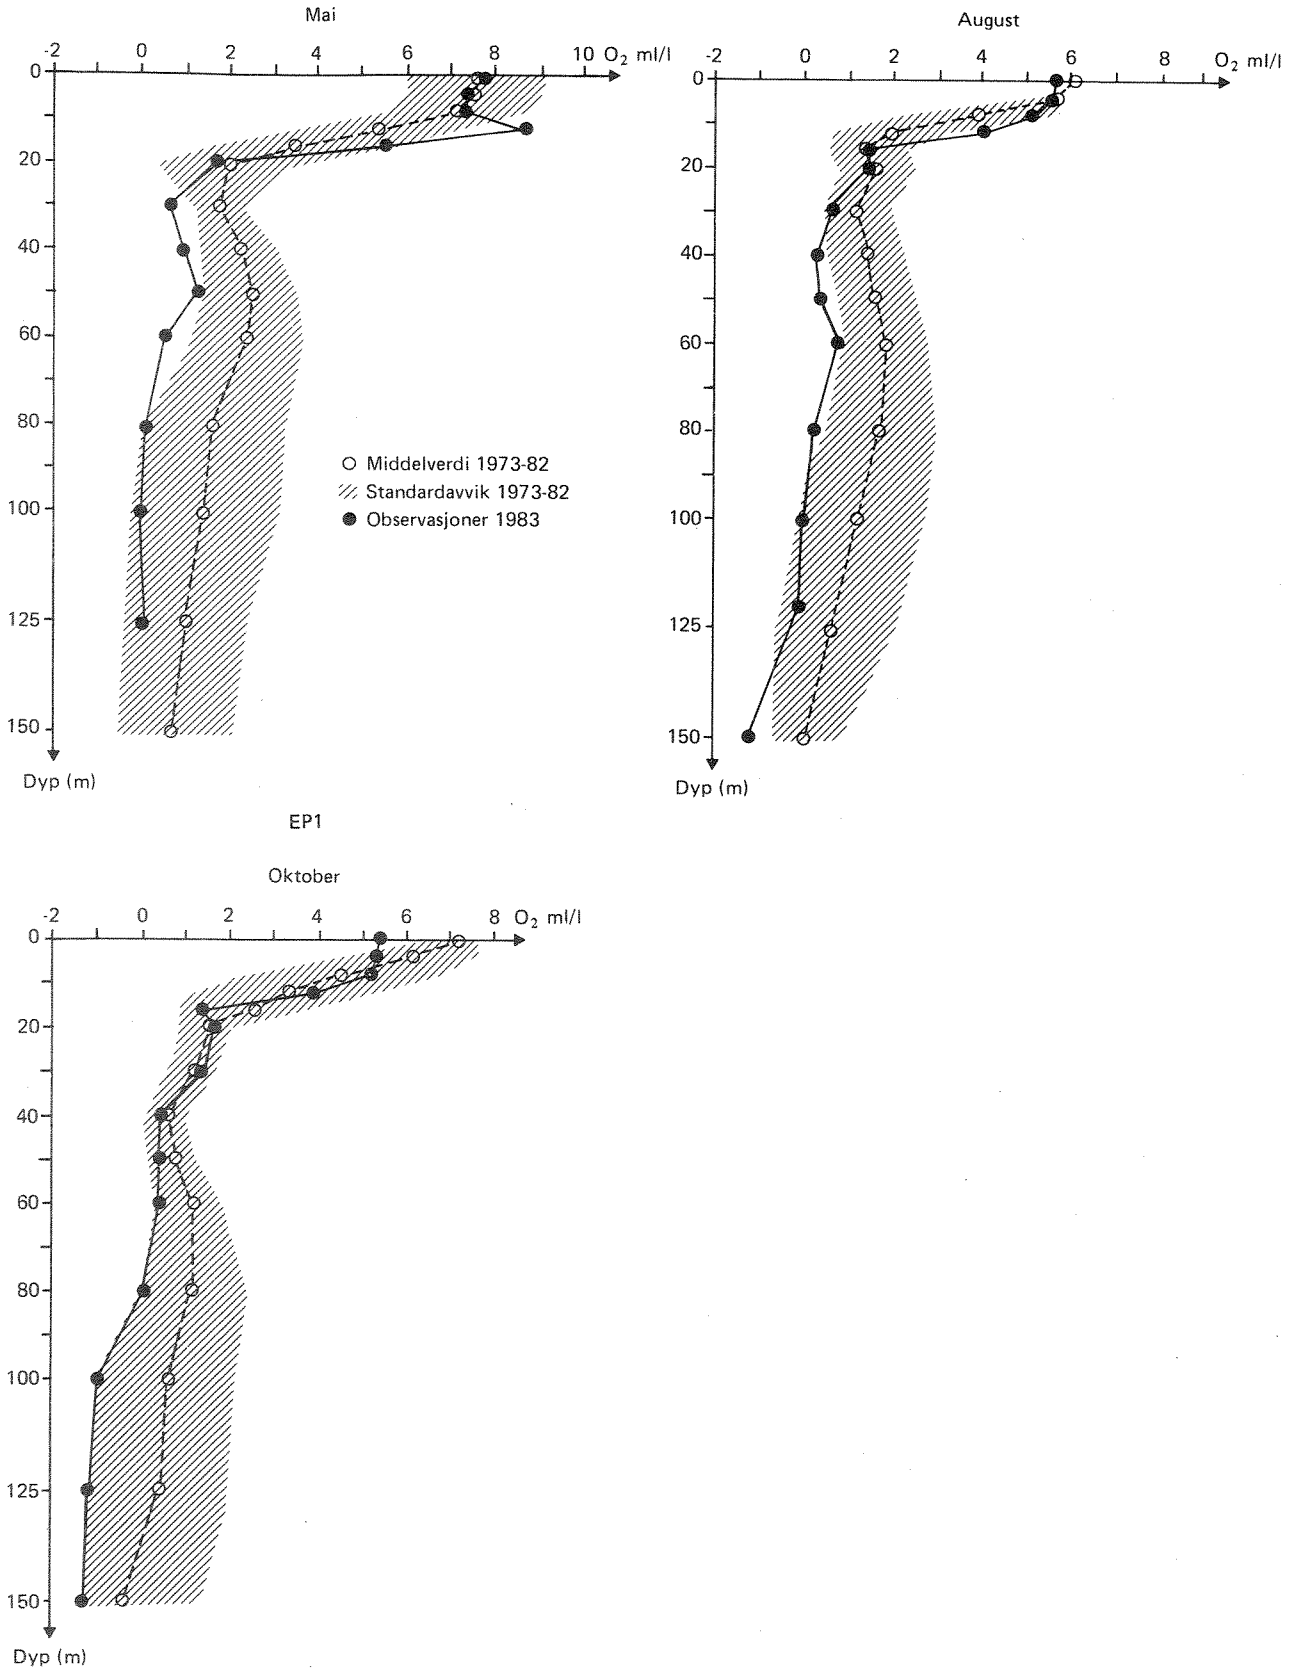 Mai
-2 0 2 4 6 8 10 O₂ ml/l
0
20
40
60
80
100
125
150
Dyp (m)
○ Middelverdi 1973-82
Standardavvik 1973-82
● Observasjoner 1983
August
-2 0 2 4 6 8 O₂ ml/l
0
20
40
60
80
100
125
150
Dyp (m)
EP1
Oktober
-2 0 2 4 6 8 O₂ ml/l
0
20
40
60
80
100
125
150
Dyp (m)